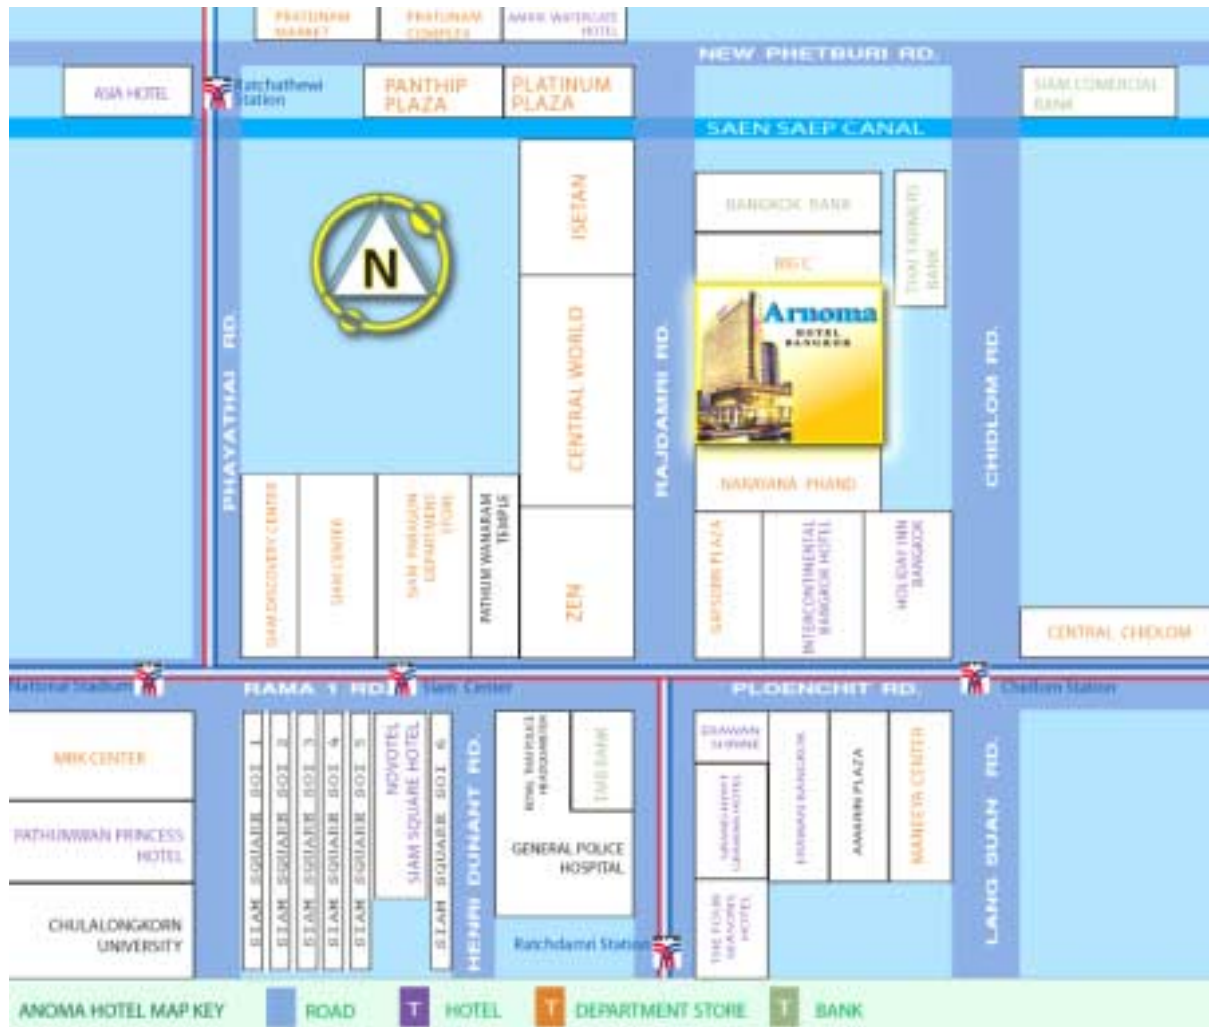 PRATUNAM
MARKET
PRATUNAM
COMPLEX
AMARI WATERGATE
HOTEL
NEW PHETBURI RD.
ASIA HOTEL
Ratchathewi
Station
PANTHIP
PLAZA
PLATINUM
PLAZA
SIAM COMERCIAL
BANK
SAEN SAEP CANAL
ISETAN
BANGKOK BANK
THAI FARMERS
BANK
BIG C
N
Arnoma
HOTEL
BANGKOK
PHAYATHAI RD.
CENTRAL WORLD
RAJDAMRI RD.
CHIDLOM RD.
NARAYANA PHAND
SIAM DISCOVERY CENTER
SIAM CENTER
SIAM PARAGON
DEPARTMENT
STORE
PATHUM WANARAM
TEMPLE
ZEN
GAYSORN PLAZA
INTERCONTINENTAL
BANGKOK HOTEL
HOLIDAY INN
BANGKOK
CENTRAL CHIDLOM
National Stadium
RAMA 1 RD.
Siam Center
PLOENCHIT RD.
Chidlom Station
MBK CENTER
PATHUMWAN PRINCESS
HOTEL
CHULALONGKORN
UNIVERSITY
SIAM SQUARE SOI 1
SIAM SQUARE SOI 2
SIAM SQUARE SOI 3
SIAM SQUARE SOI 4
SIAM SQUARE SOI 5
NOVOTEL
SIAM SQUARE HOTEL
SIAM SQUARE SOI 6
HENRI DUNANT RD.
ROYAL THAI POLICE
HEADQUARTER
TMB BANK
GENERAL POLICE
HOSPITAL
Ratchdamri Station
ERAWAN
SHRINE
GRAND HYATT
ERAWAN HOTEL
THE FOUR
SEASONS
HOTEL
ERAWAN BANGKOK
AMARIN PLAZA
MANEEYA CENTER
LANG SUAN RD.
ANOMA HOTEL MAP KEY
ROAD
T HOTEL
T DEPARTMENT STORE
T BANK